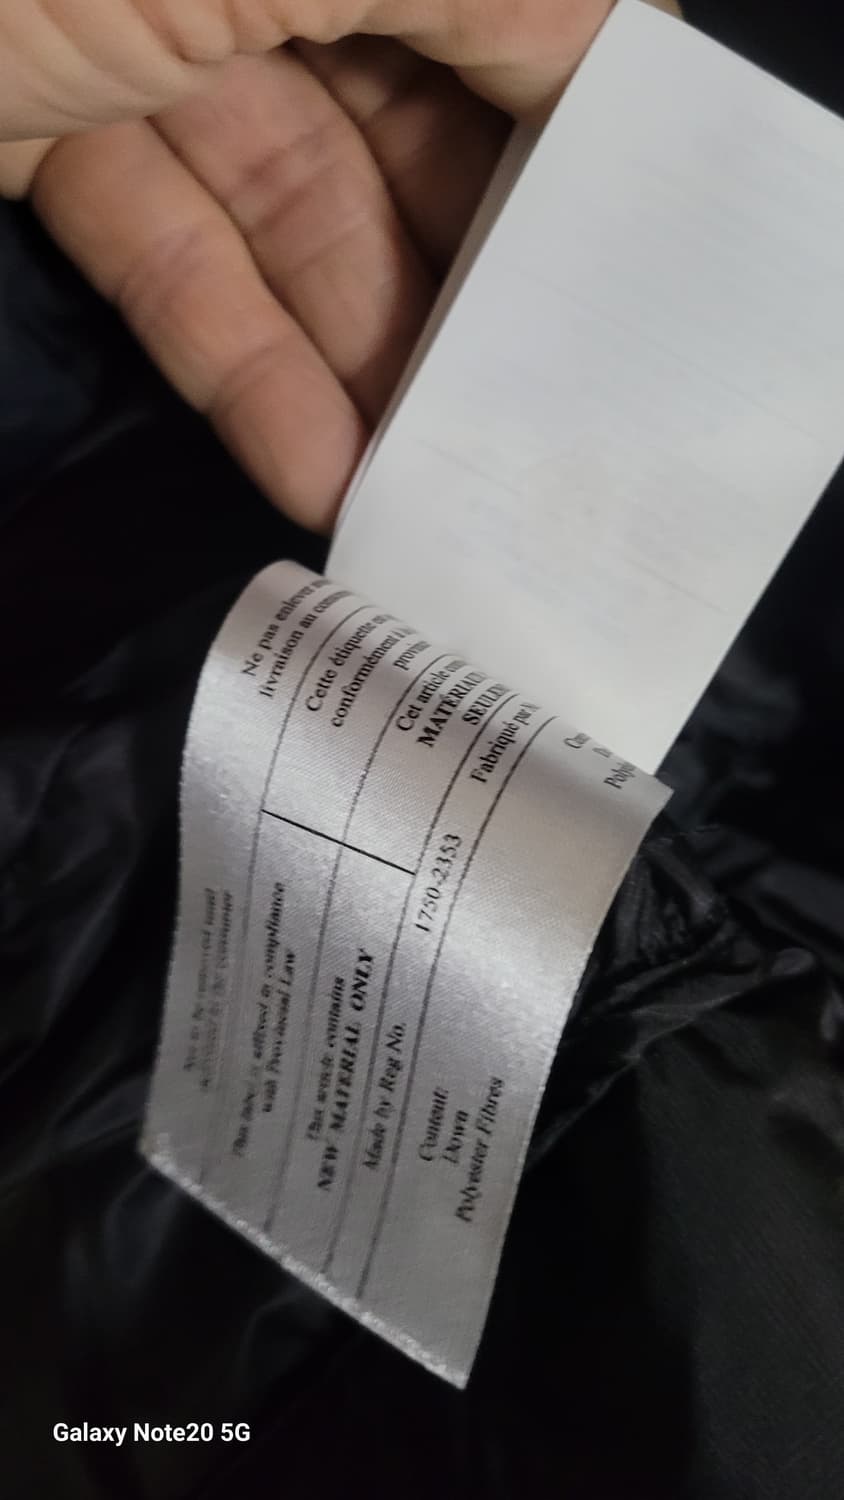 Not to be removed until
delivered to the consumer
This label is affixed in compliance
with Provincial Law
This article contains
NEW MATERIAL ONLY
Made by Reg No.
1750-2353
Content:
Down
Polyester Fibres
Ne pas enlever
livraison au
Cette étiquette
conformément
Cet article
MATÉRIAU
SEULE
Fabriqué par
Galaxy Note20 5G